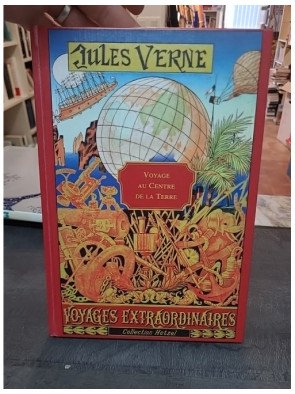 JULES VERNE
VOYAGE
AU CENTRE
DE LA TERRE
VOYAGES EXTRAORDINAIRES
Collection Hetzel